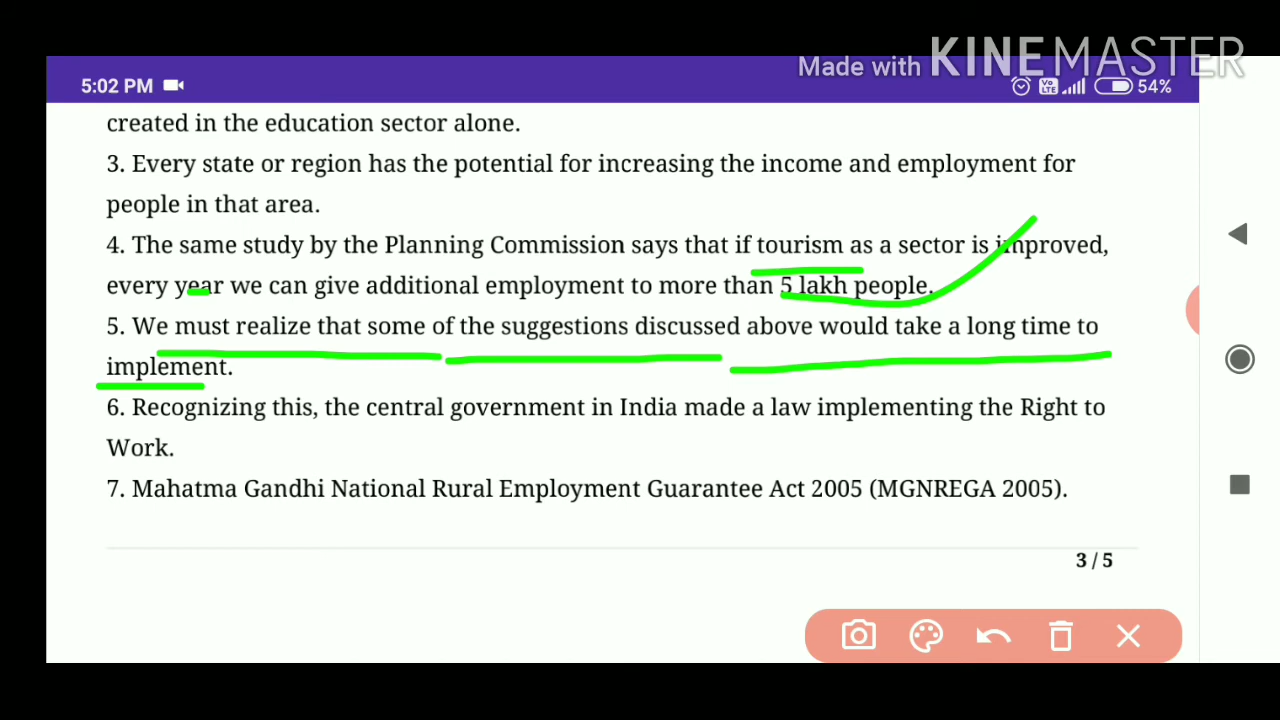 Made with KINEMASTER
5:02 PM Vo LTE 54%
created in the education sector alone.
3. Every state or region has the potential for increasing the income and employment for
people in that area.
4. The same study by the Planning Commission says that if tourism as a sector is improved,
every year we can give additional employment to more than 5 lakh people.
5. We must realize that some of the suggestions discussed above would take a long time to
implement.
6. Recognizing this, the central government in India made a law implementing the Right to
Work.
7. Mahatma Gandhi National Rural Employment Guarantee Act 2005 (MGNREGA 2005).
3 / 5